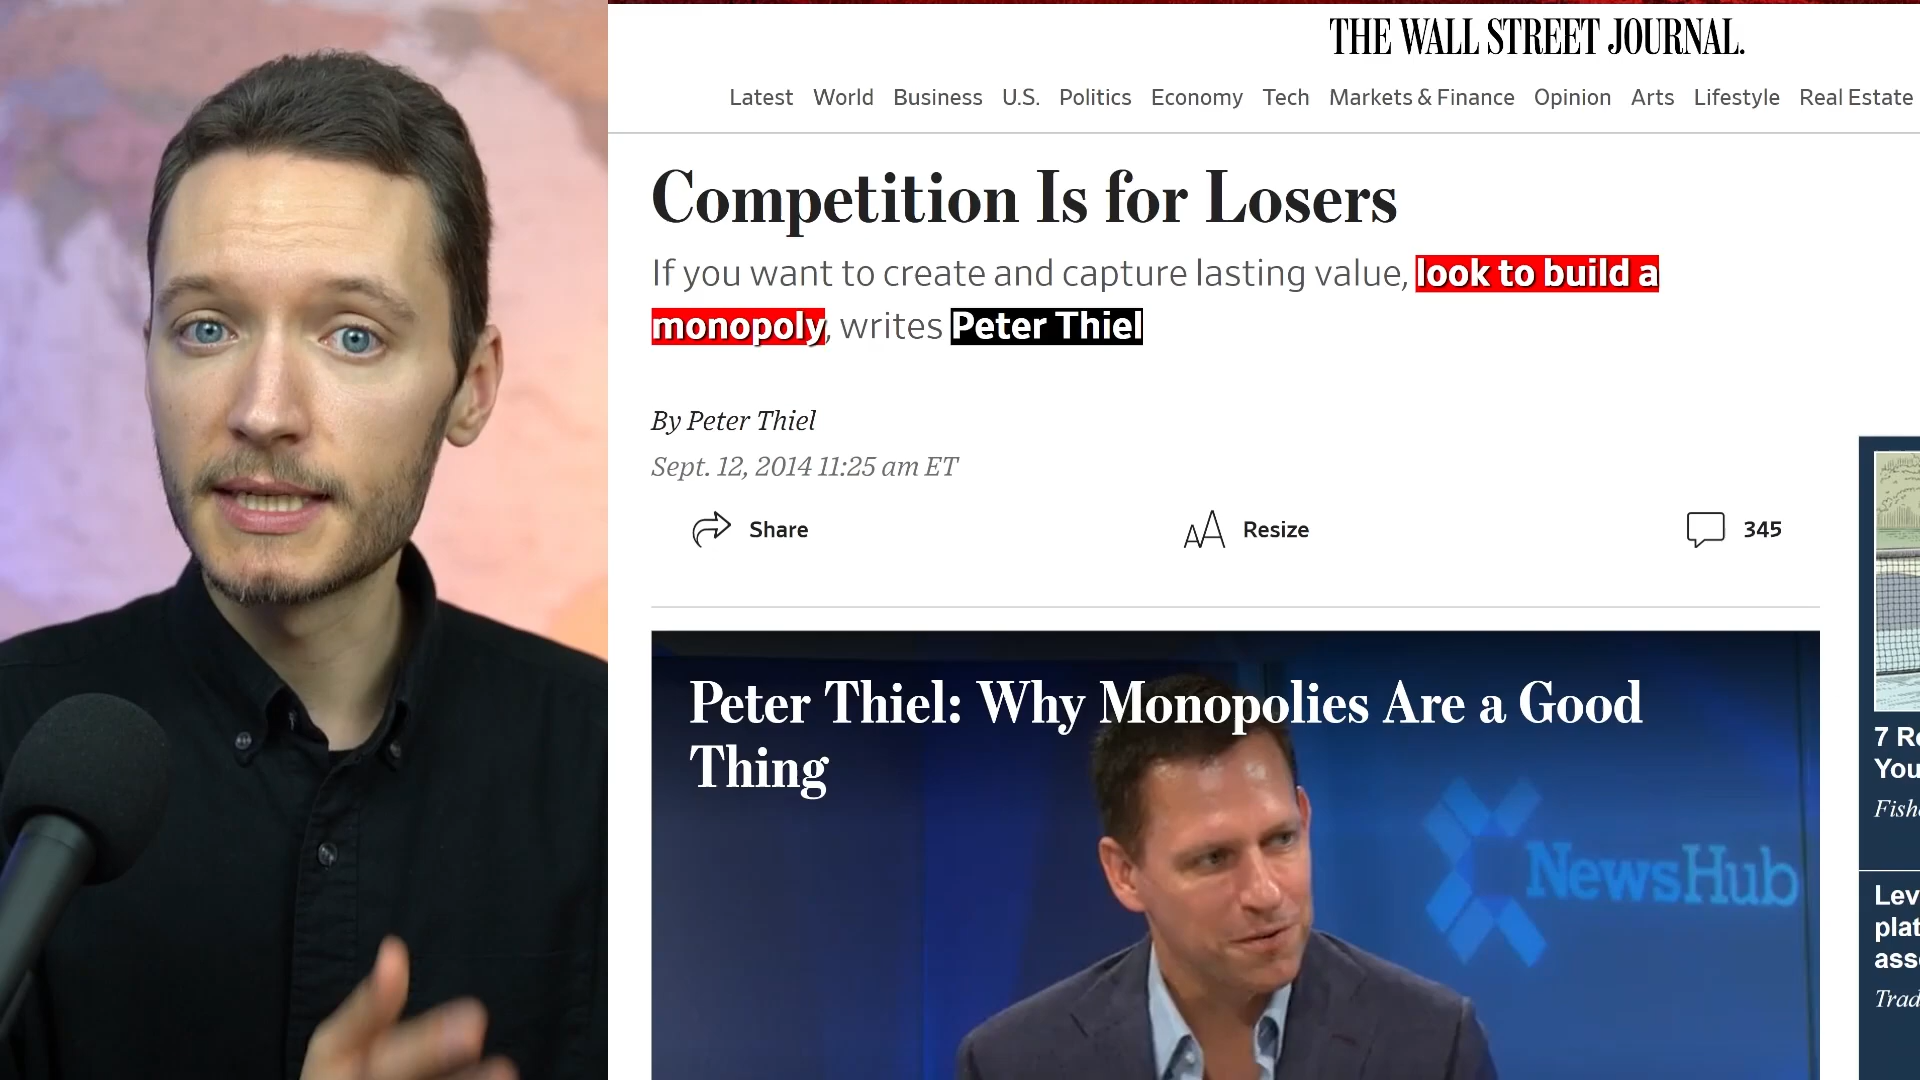 THE WALL STREET JOURNAL.
Latest World Business U.S. Politics Economy Tech Markets & Finance Opinion Arts Lifestyle Real Estate
Competition Is for Losers
If you want to create and capture lasting value, look to build a
monopoly, writes Peter Thiel
By Peter Thiel
Sept. 12, 2014 11:25 am ET
Share Resize 345
Peter Thiel: Why Monopolies Are a Good
Thing
NewsHub
7
You